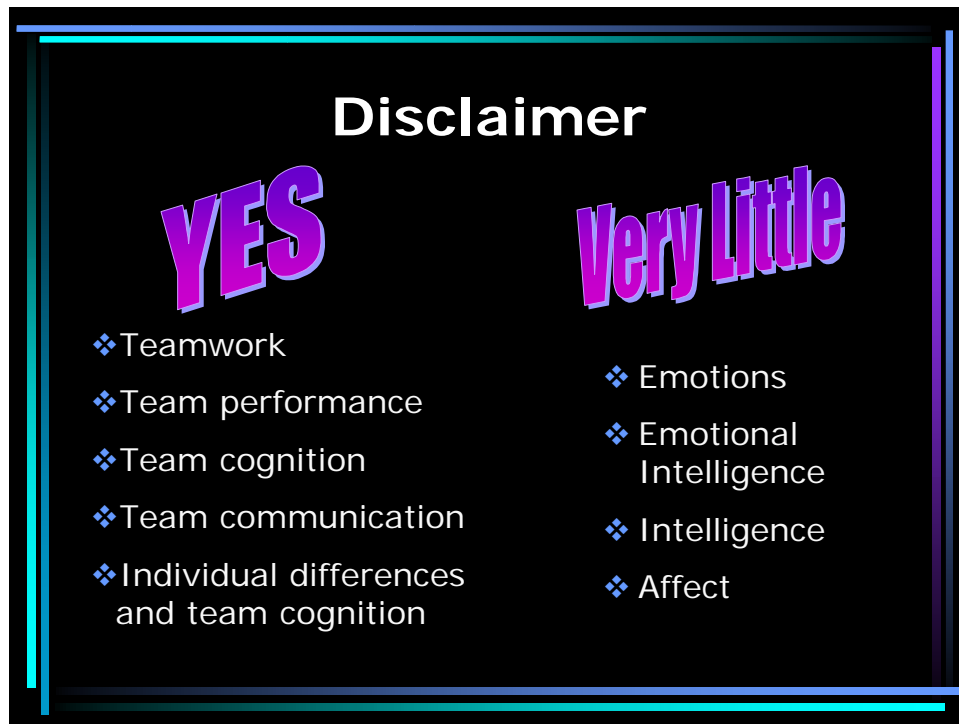 Disclaimer
YES
❖Teamwork
❖Team performance
❖Team cognition
❖Team communication
❖Individual differences
and team cognition
Very Little
❖ Emotions
❖ Emotional
Intelligence
❖ Intelligence
❖ Affect